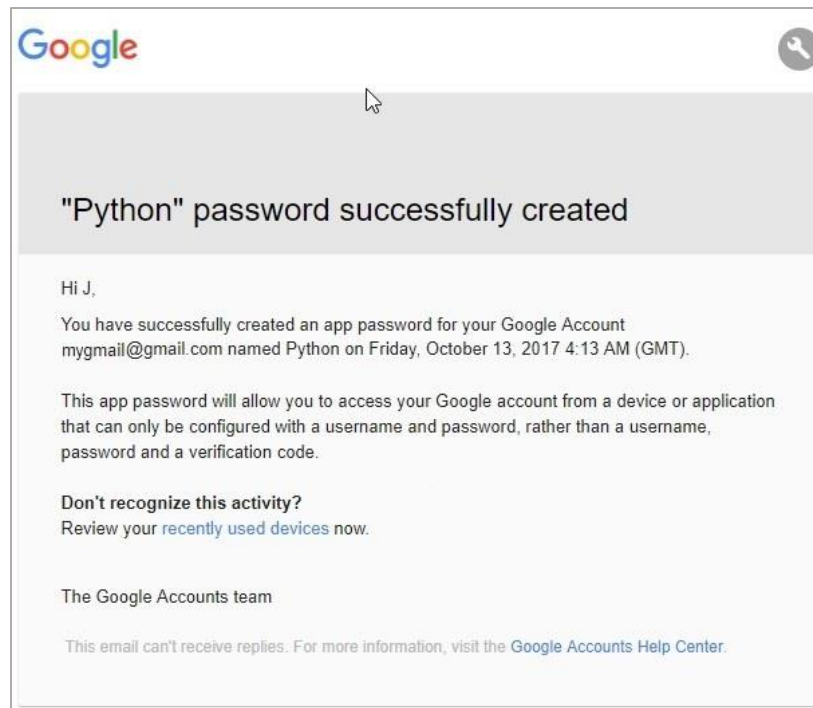 Google
"Python" password successfully created
Hi J,
You have successfully created an app password for your Google Account
mygmail@gmail.com named Python on Friday, October 13, 2017 4:13 AM (GMT).
This app password will allow you to access your Google account from a device or application
that can only be configured with a username and password, rather than a username,
password and a verification code.
Don't recognize this activity?
Review your recently used devices now.
The Google Accounts team
This email can't receive replies. For more information, visit the Google Accounts Help Center.